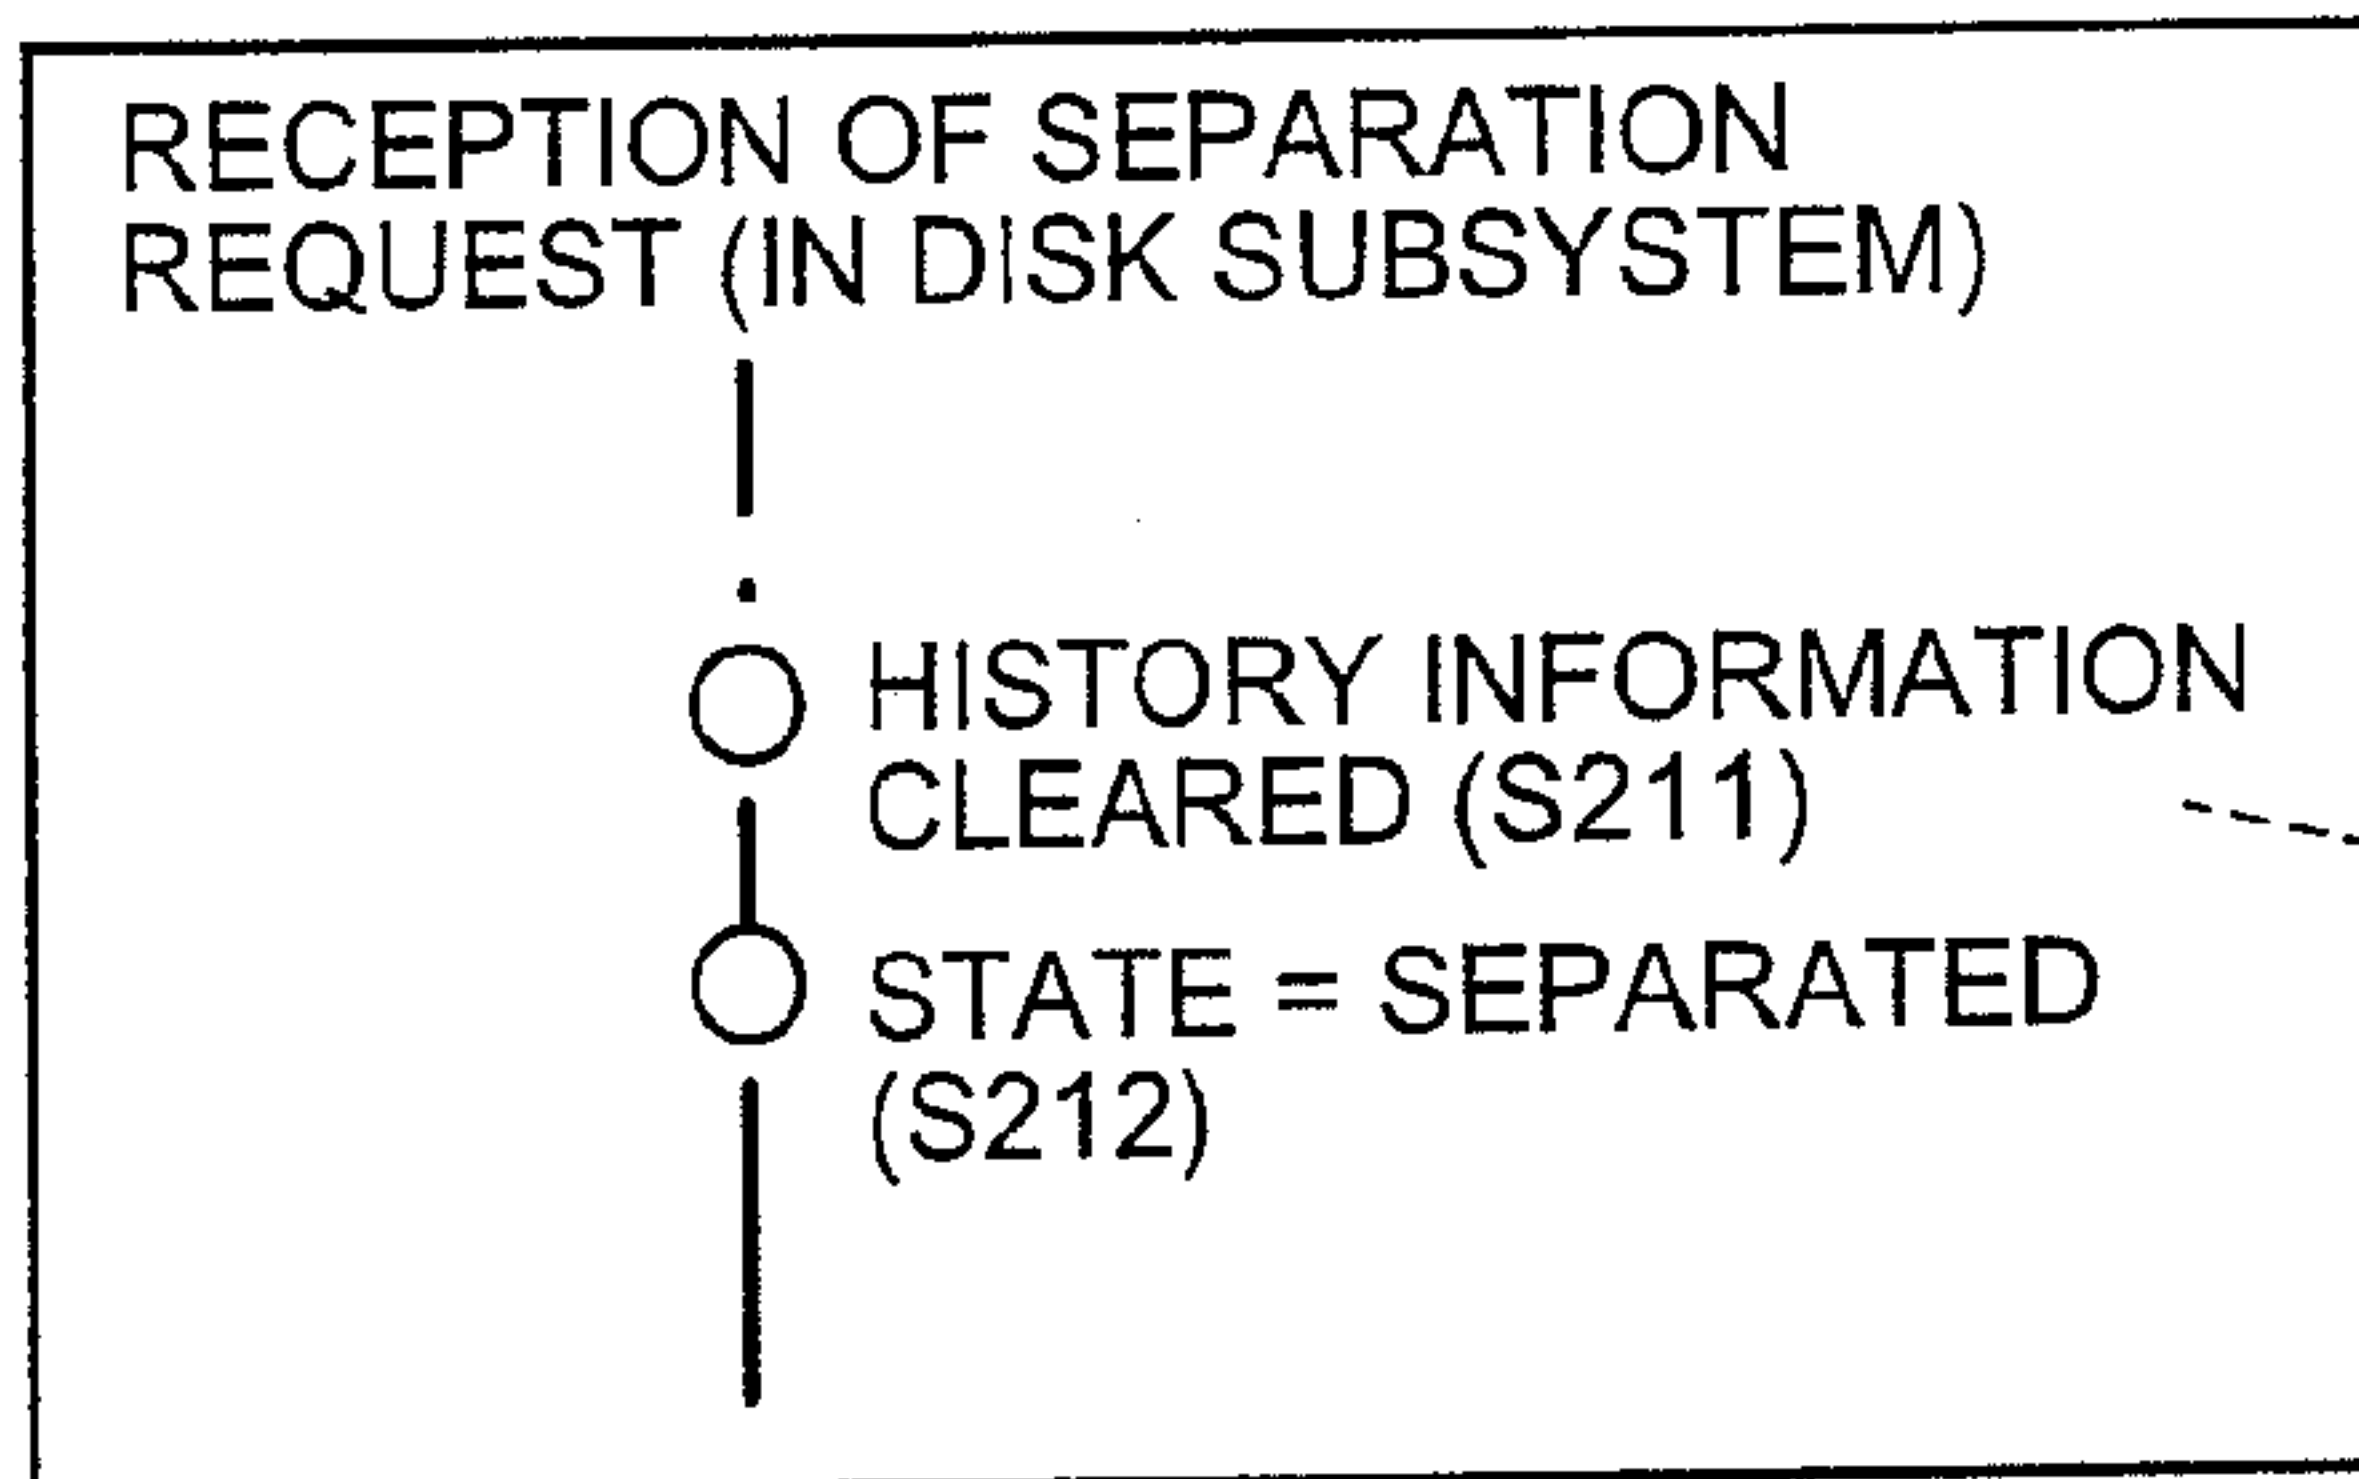 RECEPTION OF SEPARATION
REQUEST (IN DISK SUBSYSTEM)
HISTORY INFORMATION
CLEARED (S211)
STATE = SEPARATED
(S212)